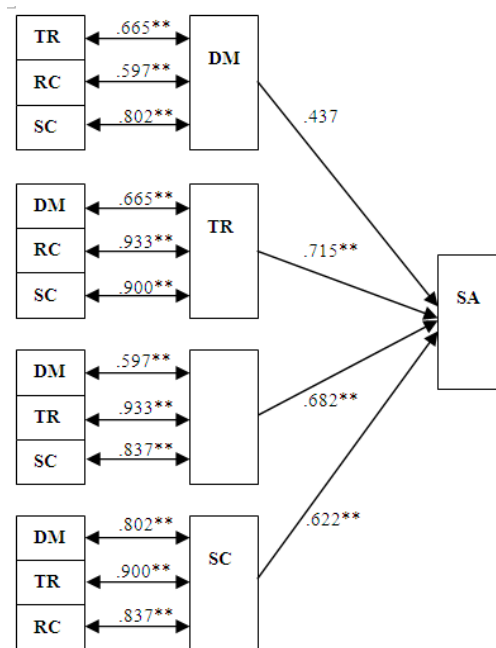 TR .665**
RC .597** DM
SC .802**
.437
DM .665**
RC .933** TR
SC .900**
.715**
SA
DM .597**
TR .933**
SC .837**
.682**
DM .802**
TR .900** SC
RC .837**
.622**